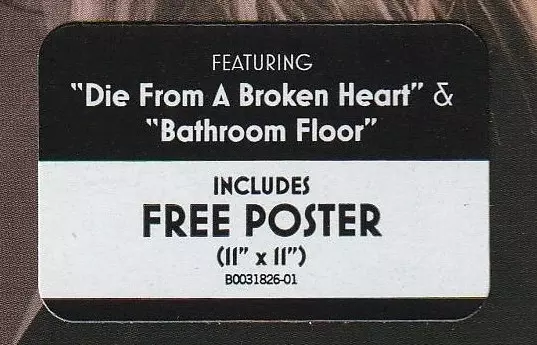 FEATURING
"Die From A Broken Heart" &
"Bathroom Floor"
INCLUDES
FREE POSTER
(11" x 11")
B0031826-01